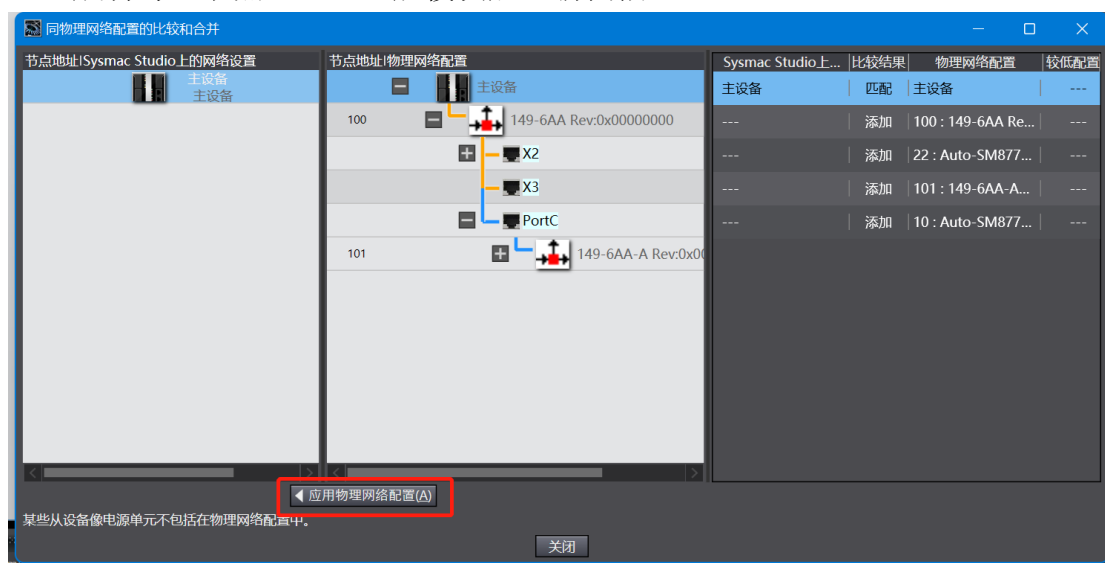 同物理网络配置的比较和合并
节点地址|Sysmac Studio上的网络设置
主设备
主设备
节点地址|物理网络配置
主设备
100 149-6AA Rev:0x00000000
X2
X3
PortC
101 149-6AA-A Rev:0x00
Sysmac Studio上... 比较结果 物理网络配置 较低配置
主设备 匹配 主设备 ---
--- 添加 100 : 149-6AA Re... ---
--- 添加 22 : Auto-SM877... ---
--- 添加 101 : 149-6AA-A... ---
--- 添加 10 : Auto-SM877... ---
应用物理网络配置(A)
某些从设备像电源单元不包括在物理网络配置中。
关闭